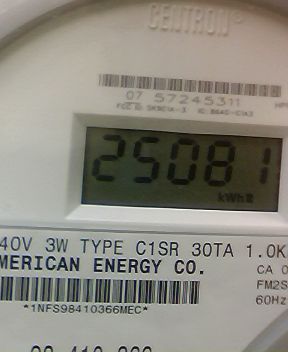 CENTRON®
07 57245311
25081
kWh
40V 3W TYPE C1SR 30TA 1.0K
MERICAN ENERGY CO. CA 0
FM2S
60Hz
*1NFS98410366MEC*